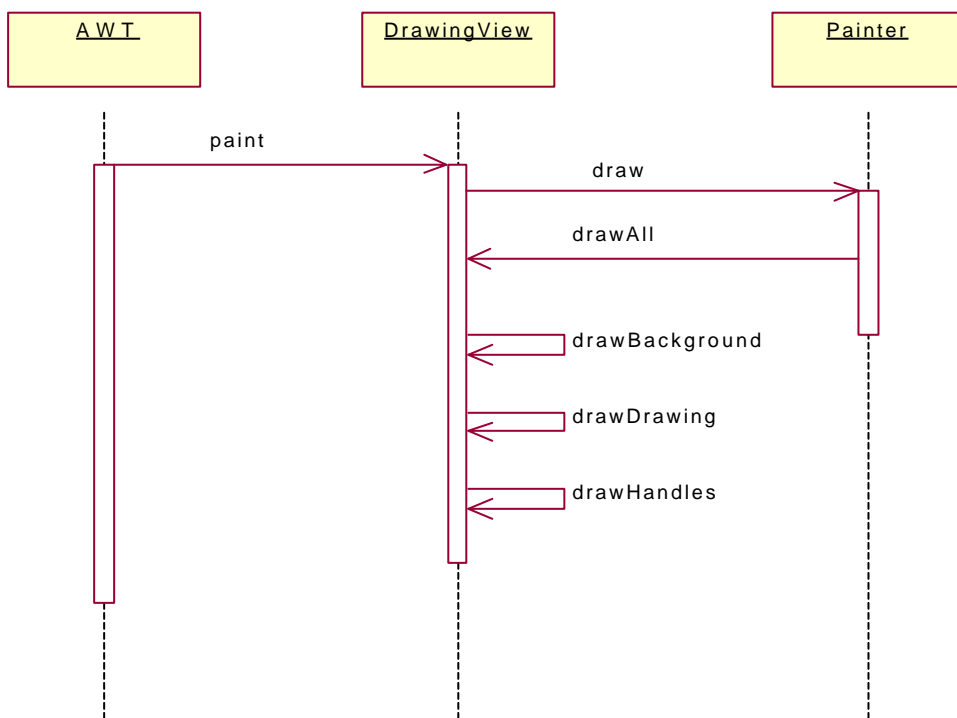 AWT
DrawingView
Painter
paint
draw
drawAll
drawBackground
drawDrawing
drawHandles